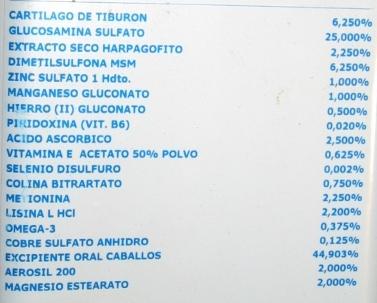 CARTILAGO DE TIBURON 6,250%
GLUCOSAMINA SULFATO 25,000%
EXTRACTO SECO HARPAGOFITO 2,250%
DIMETILSULFONA MSM 6,250%
ZINC SULFATO 1 Hdto. 1,000%
MANGANESO GLUCONATO 1,000%
HIERRO (II) GLUCONATO 0,500%
PIRIDOXINA (VIT. B6) 0,020%
ACIDO ASCORBICO 2,500%
VITAMINA E ACETATO 50% POLVO 0,625%
SELENIO DISULFURO 0,002%
COLINA BITRARTATO 0,750%
METIONINA 2,250%
LISINA L HCl 2,200%
OMEGA-3 0,375%
COBRE SULFATO ANHIDRO 0,125%
EXCIPIENTE ORAL CABALLOS 44,903%
AEROSIL 200 2,000%
MAGNESIO ESTEARATO 2,000%